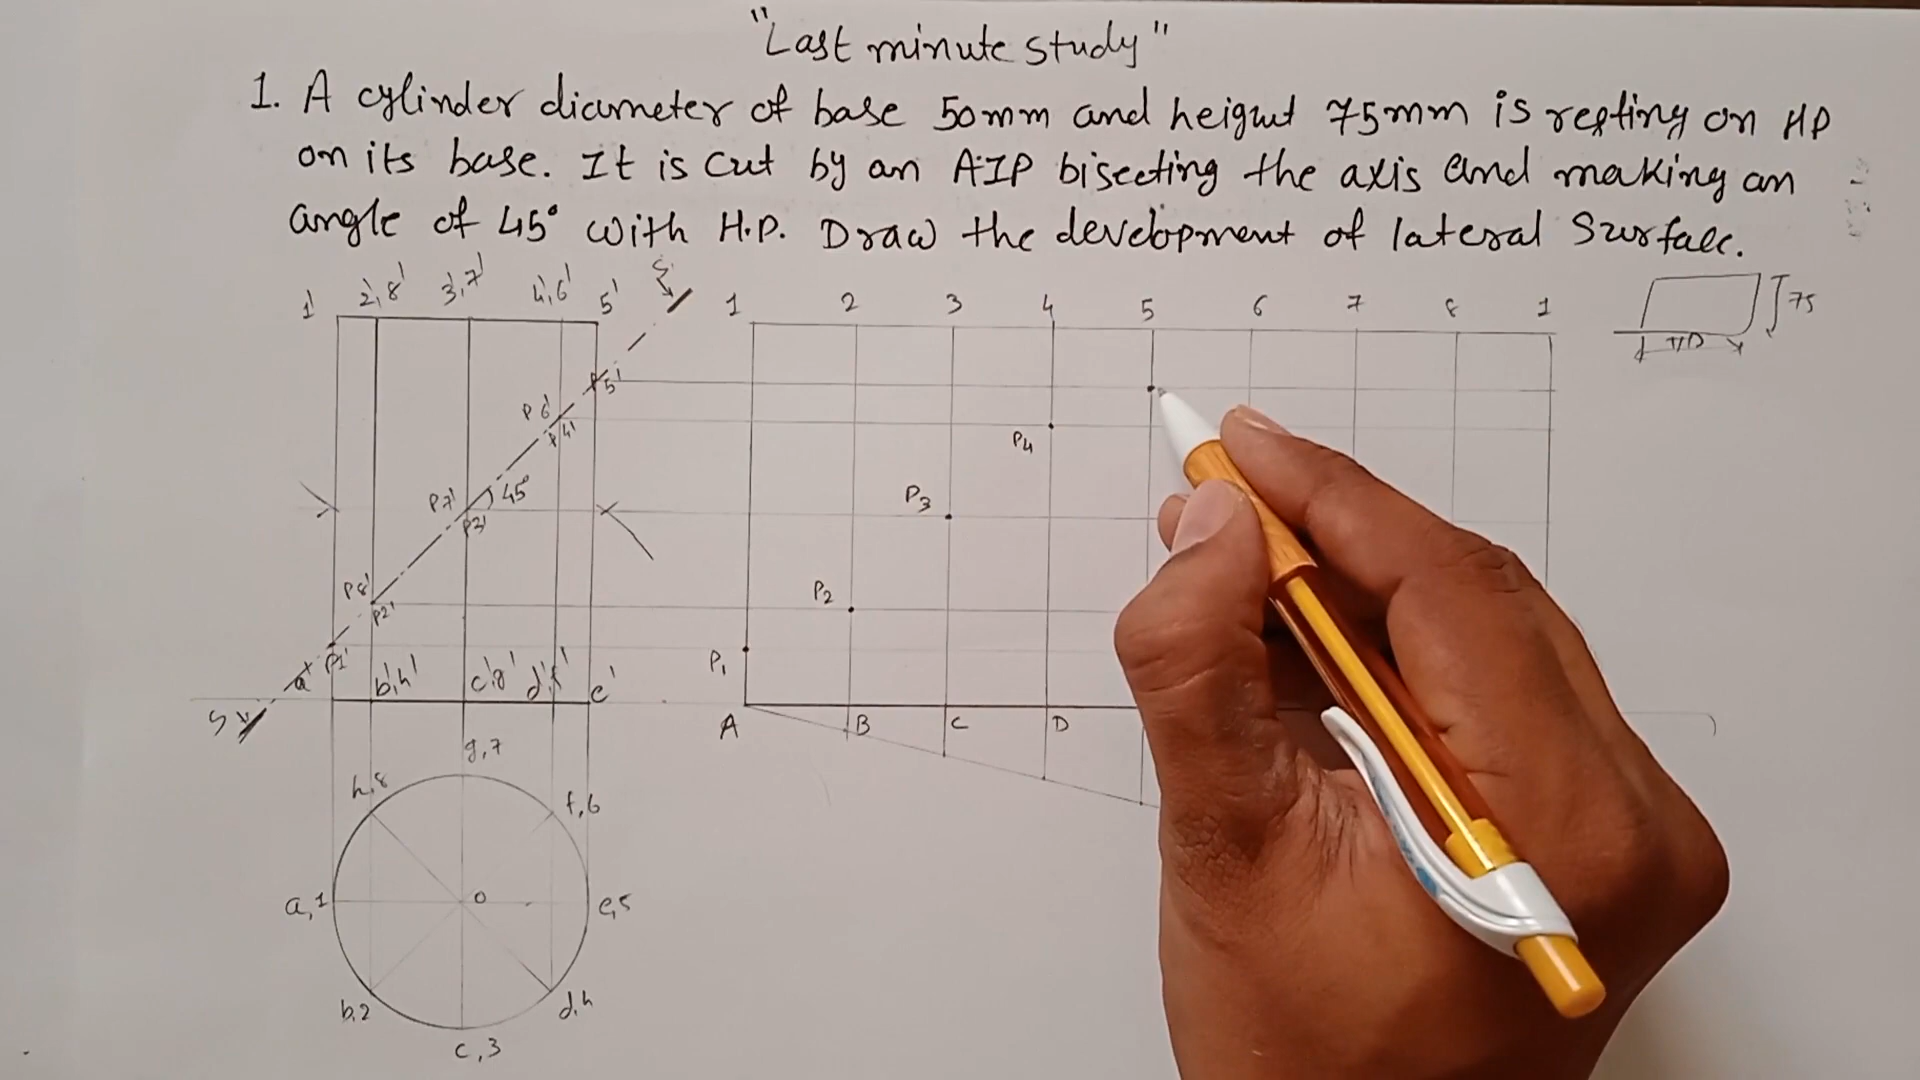 "Last minute study"
1. A cylinder diameter of base 50mm and height 75mm is resting on HP
on its base. It is cut by an AIP bisecting the axis and making an
angle of 45° with H.P. Draw the development of lateral surface.
1' 2',8' 3',7' 4',6' 5' S
1 2 3 4 5 6 7 8 1
75
πD
P5'
P6'
P4'
P4
P7' 45°
P3'
P3
P8'
P2'
P2
P1'
P1
a' b',h' c',g' d',f' e'
S
A B C D
g,7
h,8 f,6
a,1 o e,5
b,2 d,4
c,3